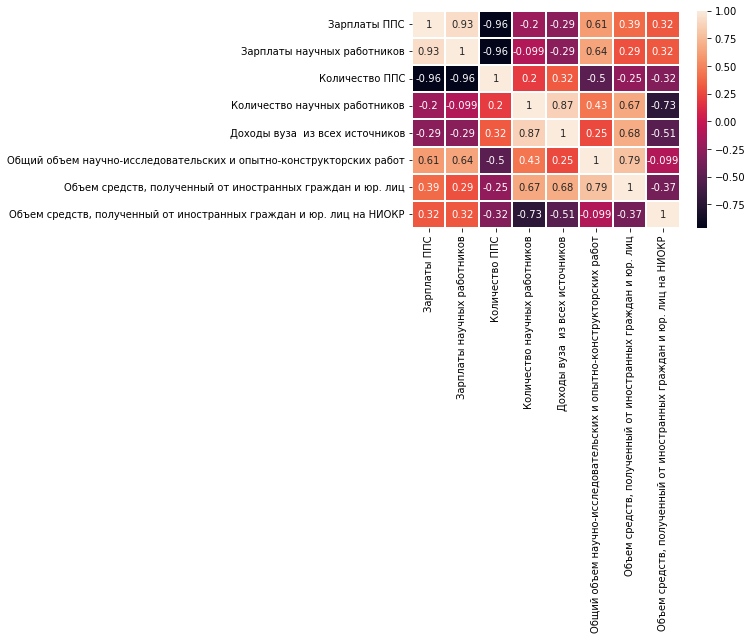 Зарплаты ППС 1 0.93 -0.96 -0.2 -0.29 0.61 0.39 0.32
Зарплаты научных работников 0.93 1 -0.96 -0.099 -0.29 0.64 0.29 0.32
Количество ППС -0.96 -0.96 1 0.2 0.32 -0.5 -0.25 -0.32
Количество научных работников -0.2 -0.099 0.2 1 0.87 0.43 0.67 -0.73
Доходы вуза  из всех источников -0.29 -0.29 0.32 0.87 1 0.25 0.68 -0.51
Общий объем научно-исследовательских и опытно-конструкторских работ 0.61 0.64 -0.5 0.43 0.25 1 0.79 -0.099
Объем средств, полученный от иностранных граждан и юр. лиц 0.39 0.29 -0.25 0.67 0.68 0.79 1 -0.37
Объем средств, полученный от иностранных граждан и юр. лиц на НИОКР 0.32 0.32 -0.32 -0.73 -0.51 -0.099 -0.37 1
Зарплаты ППС
Зарплаты научных работников
Количество ППС
Количество научных работников
Доходы вуза  из всех источников
Общий объем научно-исследовательских и опытно-конструкторских работ
Объем средств, полученный от иностранных граждан и юр. лиц
Объем средств, полученный от иностранных граждан и юр. лиц на НИОКР
1.00
0.75
0.50
0.25
0.00
−0.25
−0.50
−0.75